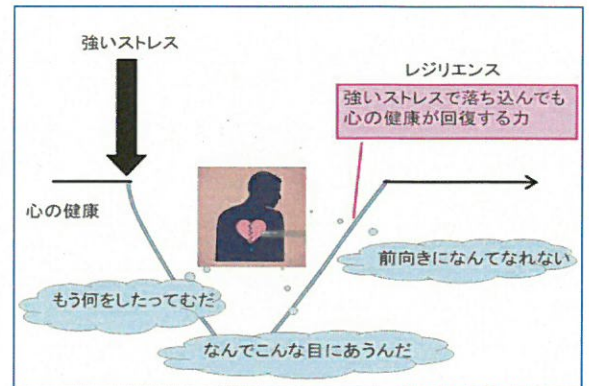 強いストレス
レジリエンス
強いストレスで落ち込んでも
心の健康が回復する力
心の健康
前向きになんてなれない
もう何をしたってむだ
なんでこんな目にあうんだ